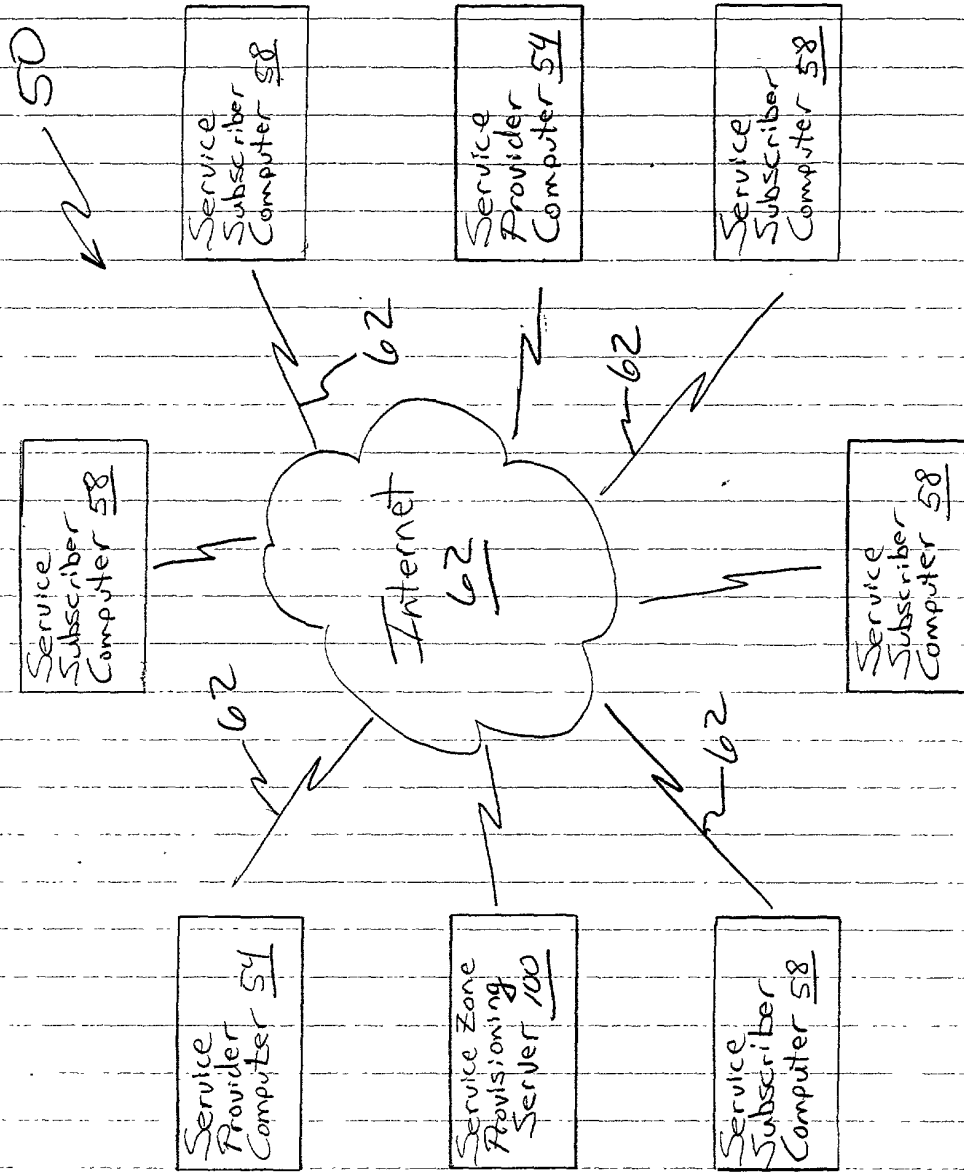 50
Service
Subscriber
Computer 58
Service
Provider
Computer 54
62
Service
Subscriber
Computer 58
62
Internet
62
Service Zone
Provisioning
Server 100
Service
Provider
Computer 54
62
62
Service
Subscriber
Computer 58
Service
Subscriber
Computer 58
Service
Subscriber
Computer 58